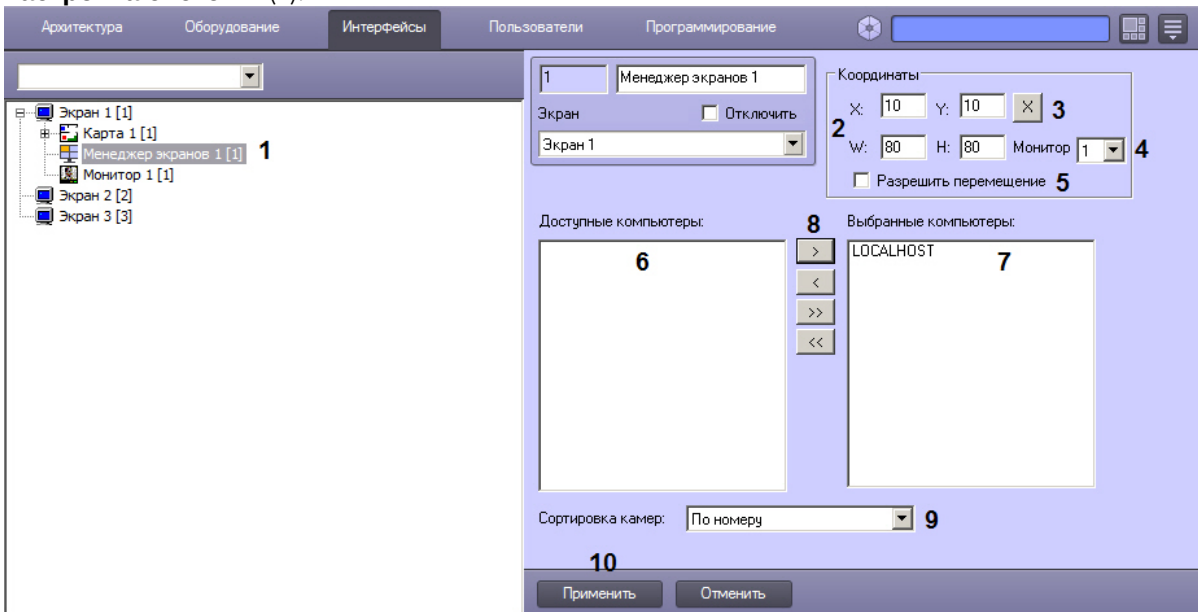 Архитектура Оборудование Интерфейсы Пользователи Программирование
Экран 1 [1]
Карта 1 [1]
Менеджер экранов 1 [1] 1
Монитор 1 [1]
Экран 2 [2]
Экран 3 [3]
1 Менеджер экранов 1
Экран Отключить
Экран 1
Координаты
X: 10 Y: 10 X 3
2
W: 80 H: 80 Монитор 1 4
Разрешить перемещение 5
Доступные компьютеры: 8 Выбранные компьютеры:
6 > LOCALHOST 7
<
>>
<<
Сортировка камер: По номеру 9
10
Применить Отменить